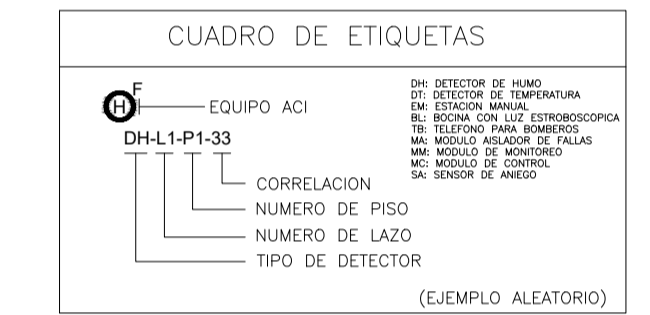 CUADRO DE ETIQUETAS
F
H
EQUIPO ACI
DH-L1-P1-33
CORRELACION
NUMERO DE PISO
NUMERO DE LAZO
TIPO DE DETECTOR
DH: DETECTOR DE HUMO
DT: DETECTOR DE TEMPERATURA
EM: ESTACION MANUAL
BL: BOCINA CON LUZ ESTROBOSCOPICA
TB: TELEFONO PARA BOMBEROS
MA: MODULO AISLADOR DE FALLAS
MM: MODULO DE MONITOREO
MC: MODULO DE CONTROL
SA: SENSOR DE ANIEGO
(EJEMPLO ALEATORIO)